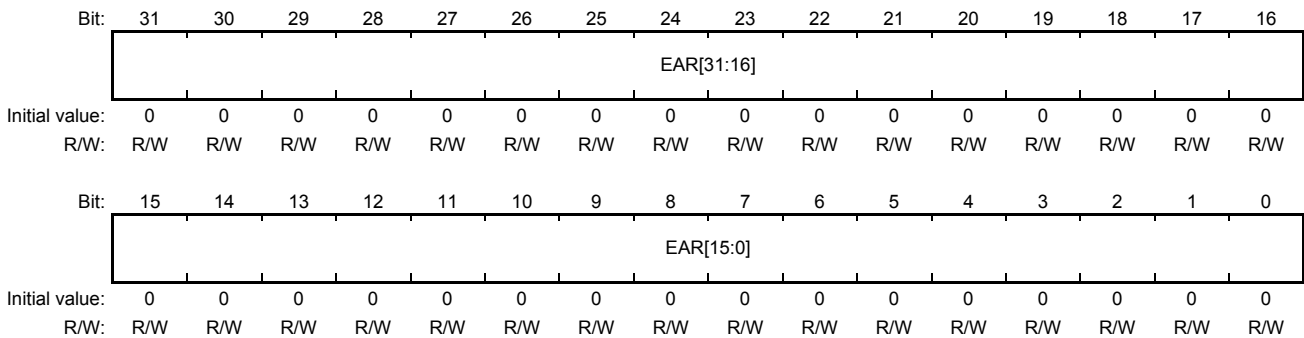 Bit: 31 30 29 28 27 26 25 24 23 22 21 20 19 18 17 16
EAR[31:16]
Initial value: 0 0 0 0 0 0 0 0 0 0 0 0 0 0 0 0
R/W: R/W R/W R/W R/W R/W R/W R/W R/W R/W R/W R/W R/W R/W R/W R/W R/W
Bit: 15 14 13 12 11 10 9 8 7 6 5 4 3 2 1 0
EAR[15:0]
Initial value: 0 0 0 0 0 0 0 0 0 0 0 0 0 0 0 0
R/W: R/W R/W R/W R/W R/W R/W R/W R/W R/W R/W R/W R/W R/W R/W R/W R/W